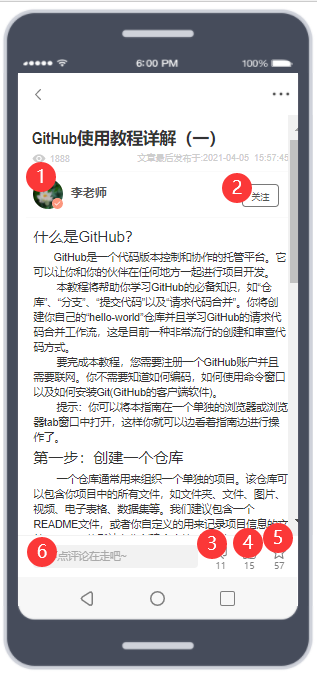 6:00 PM
100%
GitHub使用教程详解（一）
1888
文章最后发布于:2021-04-05 15:57:45
1
李老师
2
关注
什么是GitHub?
GitHub是一个代码版本控制和协作的托管平台。它
可以让你和你的伙伴在任何地方一起进行项目开发。
本教程将帮助你学习GitHub的必备知识，如“仓
库”、“分支”、“提交代码”以及“请求代码合并”。你将创
建你自己的“hello-world”仓库并且学习GitHub的请求代
码合并工作流，这是目前一种非常流行的创建和审查代
码方式。
要完成本教程，您需要注册一个GitHub账户并且
需要联网。你不需要知道如何编码，如何使用命令窗口
以及如何安装Git(GitHub的客户端软件)。
提示：你可以将本指南在一个单独的浏览器或浏览
器tab窗口中打开，这样你就可以边看着指南边进行操
作了。
第一步：创建一个仓库
一个仓库通常用来组织一个单独的项目。该仓库可
以包含你项目中的所有文件，如文件夹、文件、图片、
视频、电子表格、数据集等。我们建议包含一个
README文件，或者你自定义的用来记录项目信息的文
6
点评论在走吧~
3
11
4
15
5
57